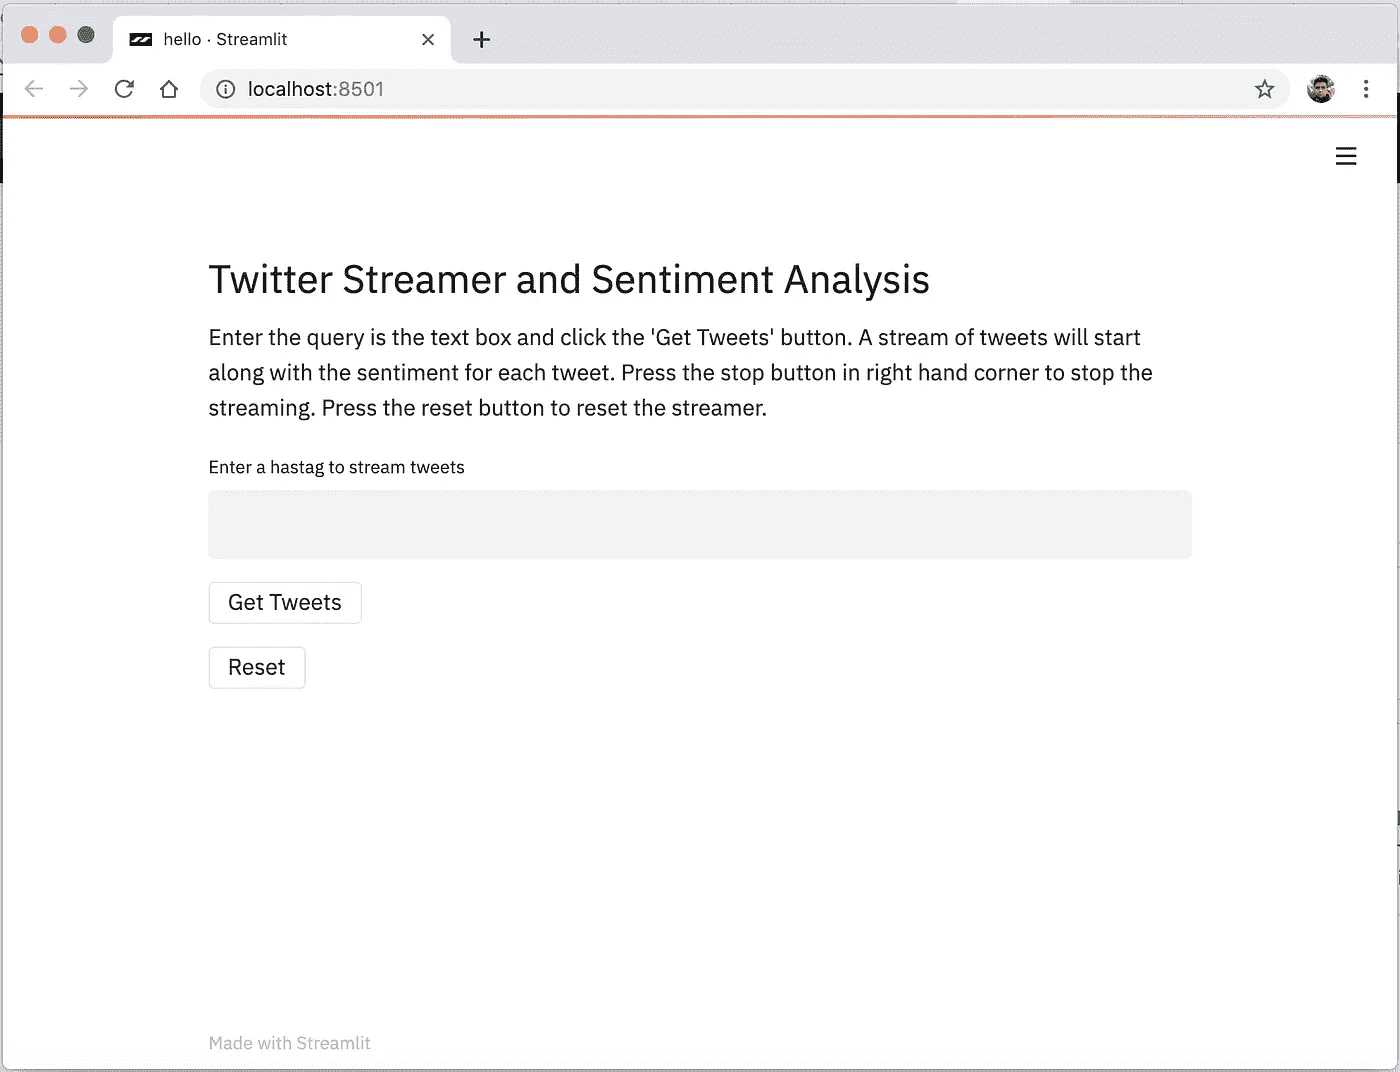 hello · Streamlit
localhost:8501
Twitter Streamer and Sentiment Analysis
Enter the query is the text box and click the 'Get Tweets' button. A stream of tweets will start
along with the sentiment for each tweet. Press the stop button in right hand corner to stop the
streaming. Press the reset button to reset the streamer.
Enter a hastag to stream tweets
Get Tweets
Reset
Made with Streamlit